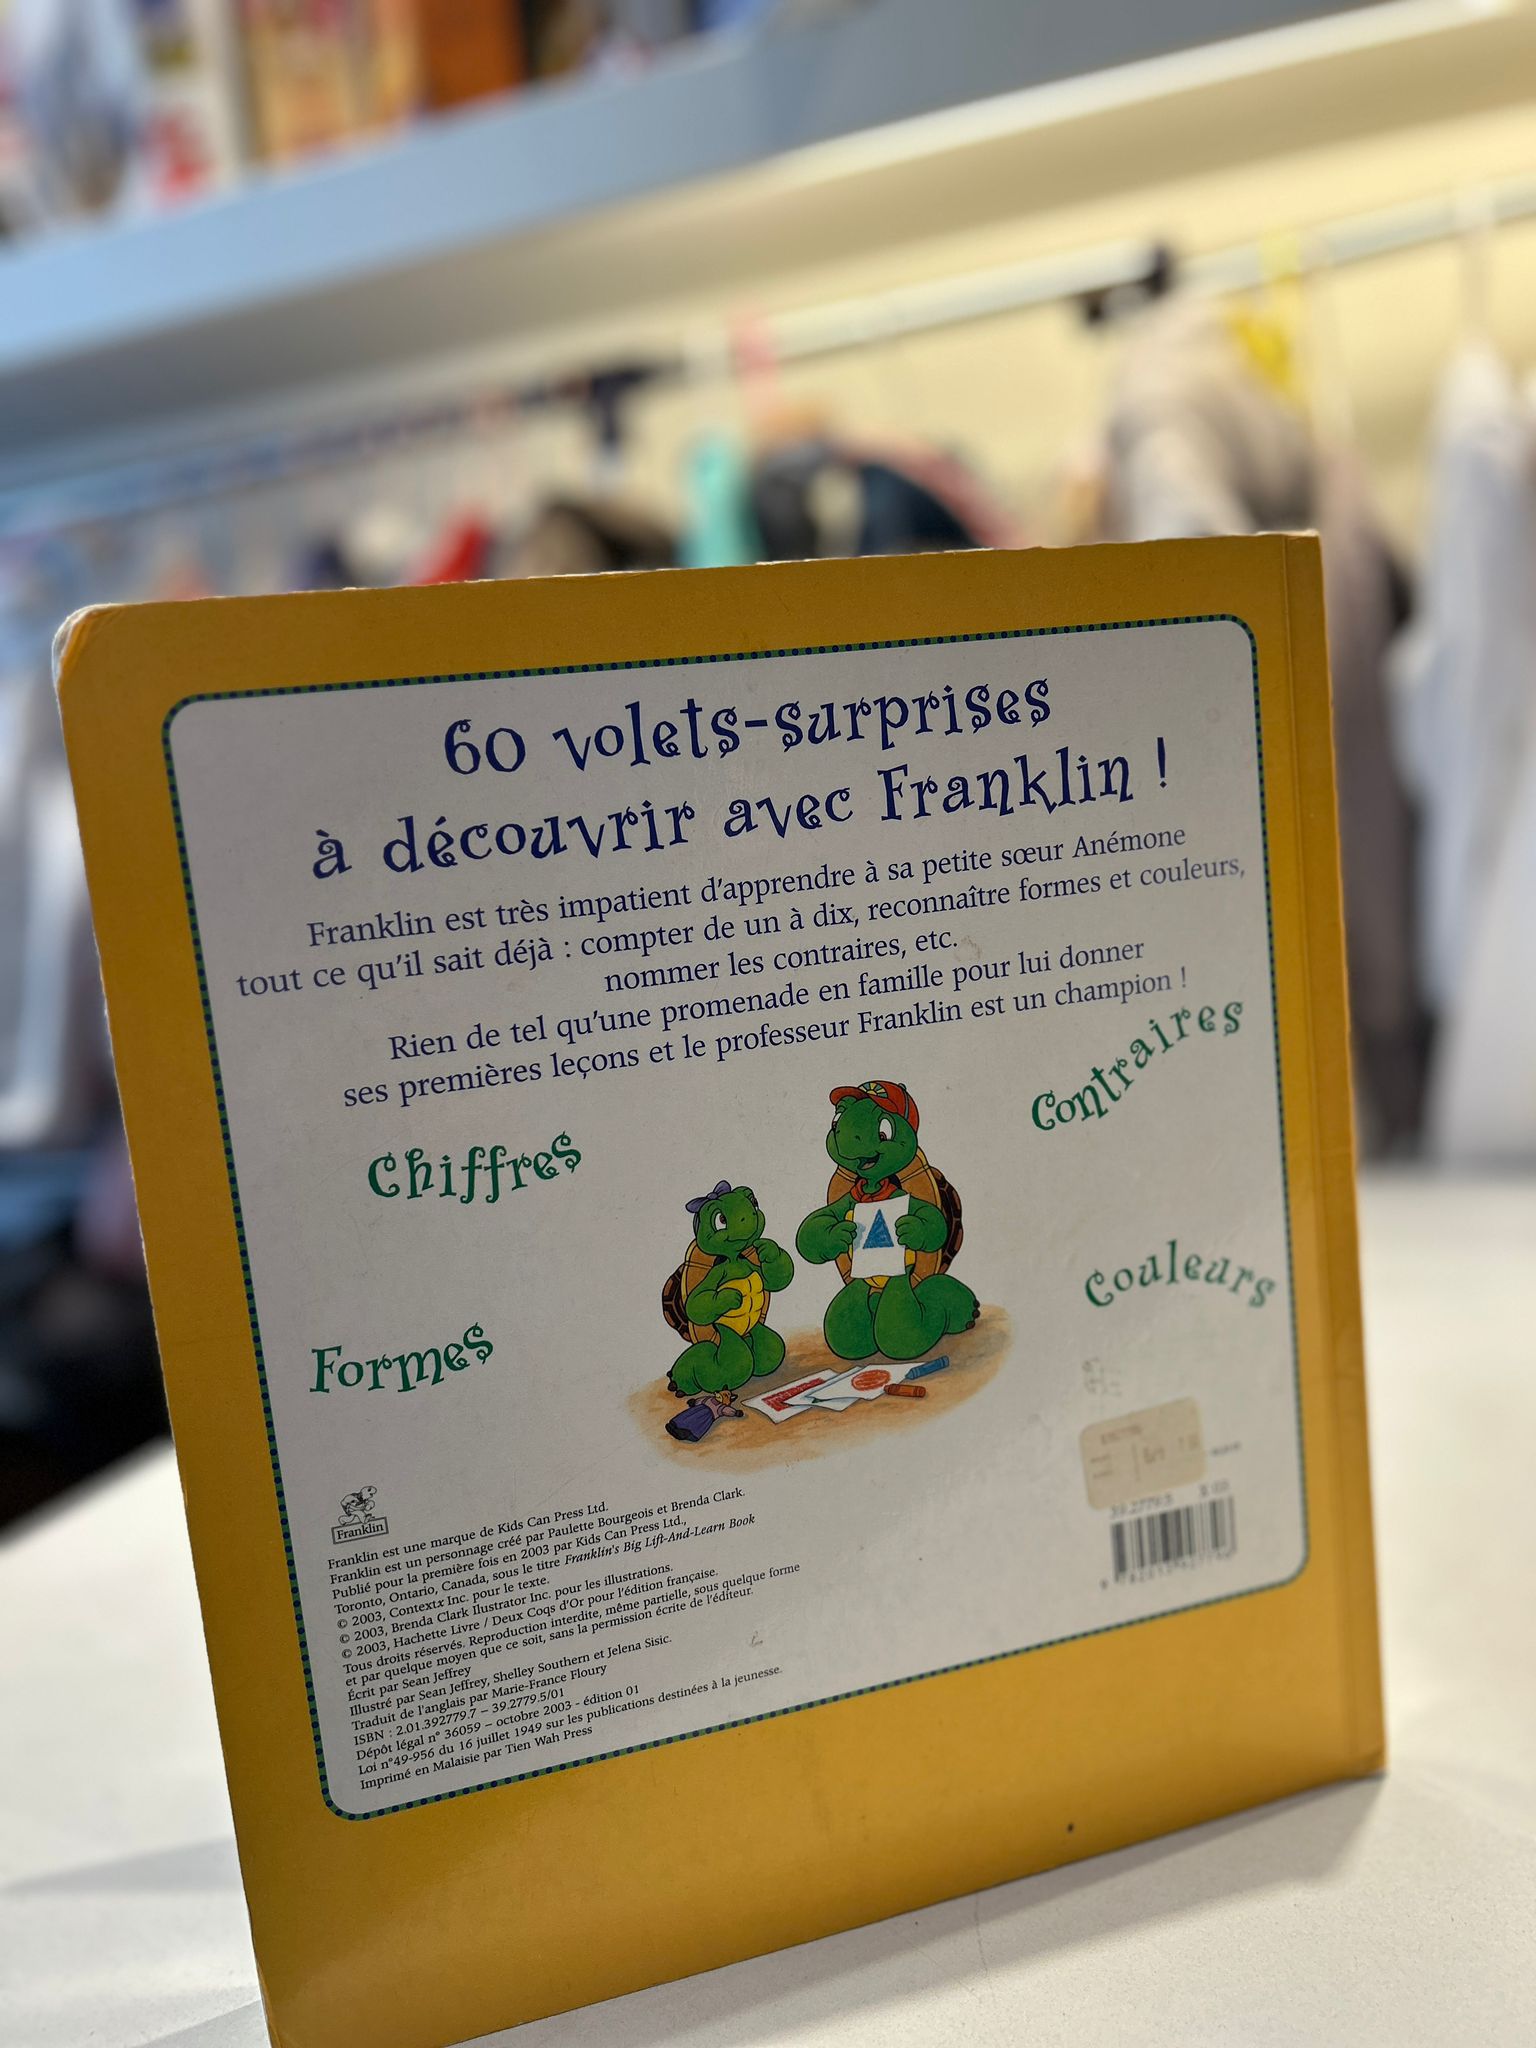 60 volets-surprises
à découvrir avec Franklin !
Franklin est très impatient d'apprendre à sa petite sœur Anémone
tout ce qu'il sait déjà : compter de un à dix, reconnaître formes et couleurs,
nommer les contraires, etc.
Rien de tel qu'une promenade en famille pour lui donner
ses premières leçons et le professeur Franklin est un champion !
Contraires
Chiffres
Couleurs
Formes
Franklin
Franklin est une marque de Kids Can Press Ltd.
Franklin est un personnage créé par Paulette Bourgeois et Brenda Clark.
Publié pour la première fois en 2003 par Kids Can Press Ltd.,
Toronto, Ontario, Canada, sous le titre Franklin's Big Lift-And-Learn Book
© 2003, Contextx Inc. pour le texte.
© 2003, Brenda Clark Illustrator Inc. pour les illustrations.
© 2003, Hachette Livre / Deux Coqs d'Or pour l'édition française.
Tous droits réservés. Reproduction interdite, même partielle, sous quelque forme
et par quelque moyen que ce soit, sans la permission écrite de l'éditeur.
Écrit par Sean Jeffrey
Illustré par Sean Jeffrey, Shelley Southern et Jelena Sisic.
Traduit de l'anglais par Marie-France Floury
ISBN : 2.01.392779.7 – 39.2779.5/01
Dépôt légal n° 36059 – octobre 2003 - édition 01
Loi n°49-956 du 16 juillet 1949 sur les publications destinées à la jeunesse.
Imprimé en Malaisie par Tien Wah Press
39.2779.5